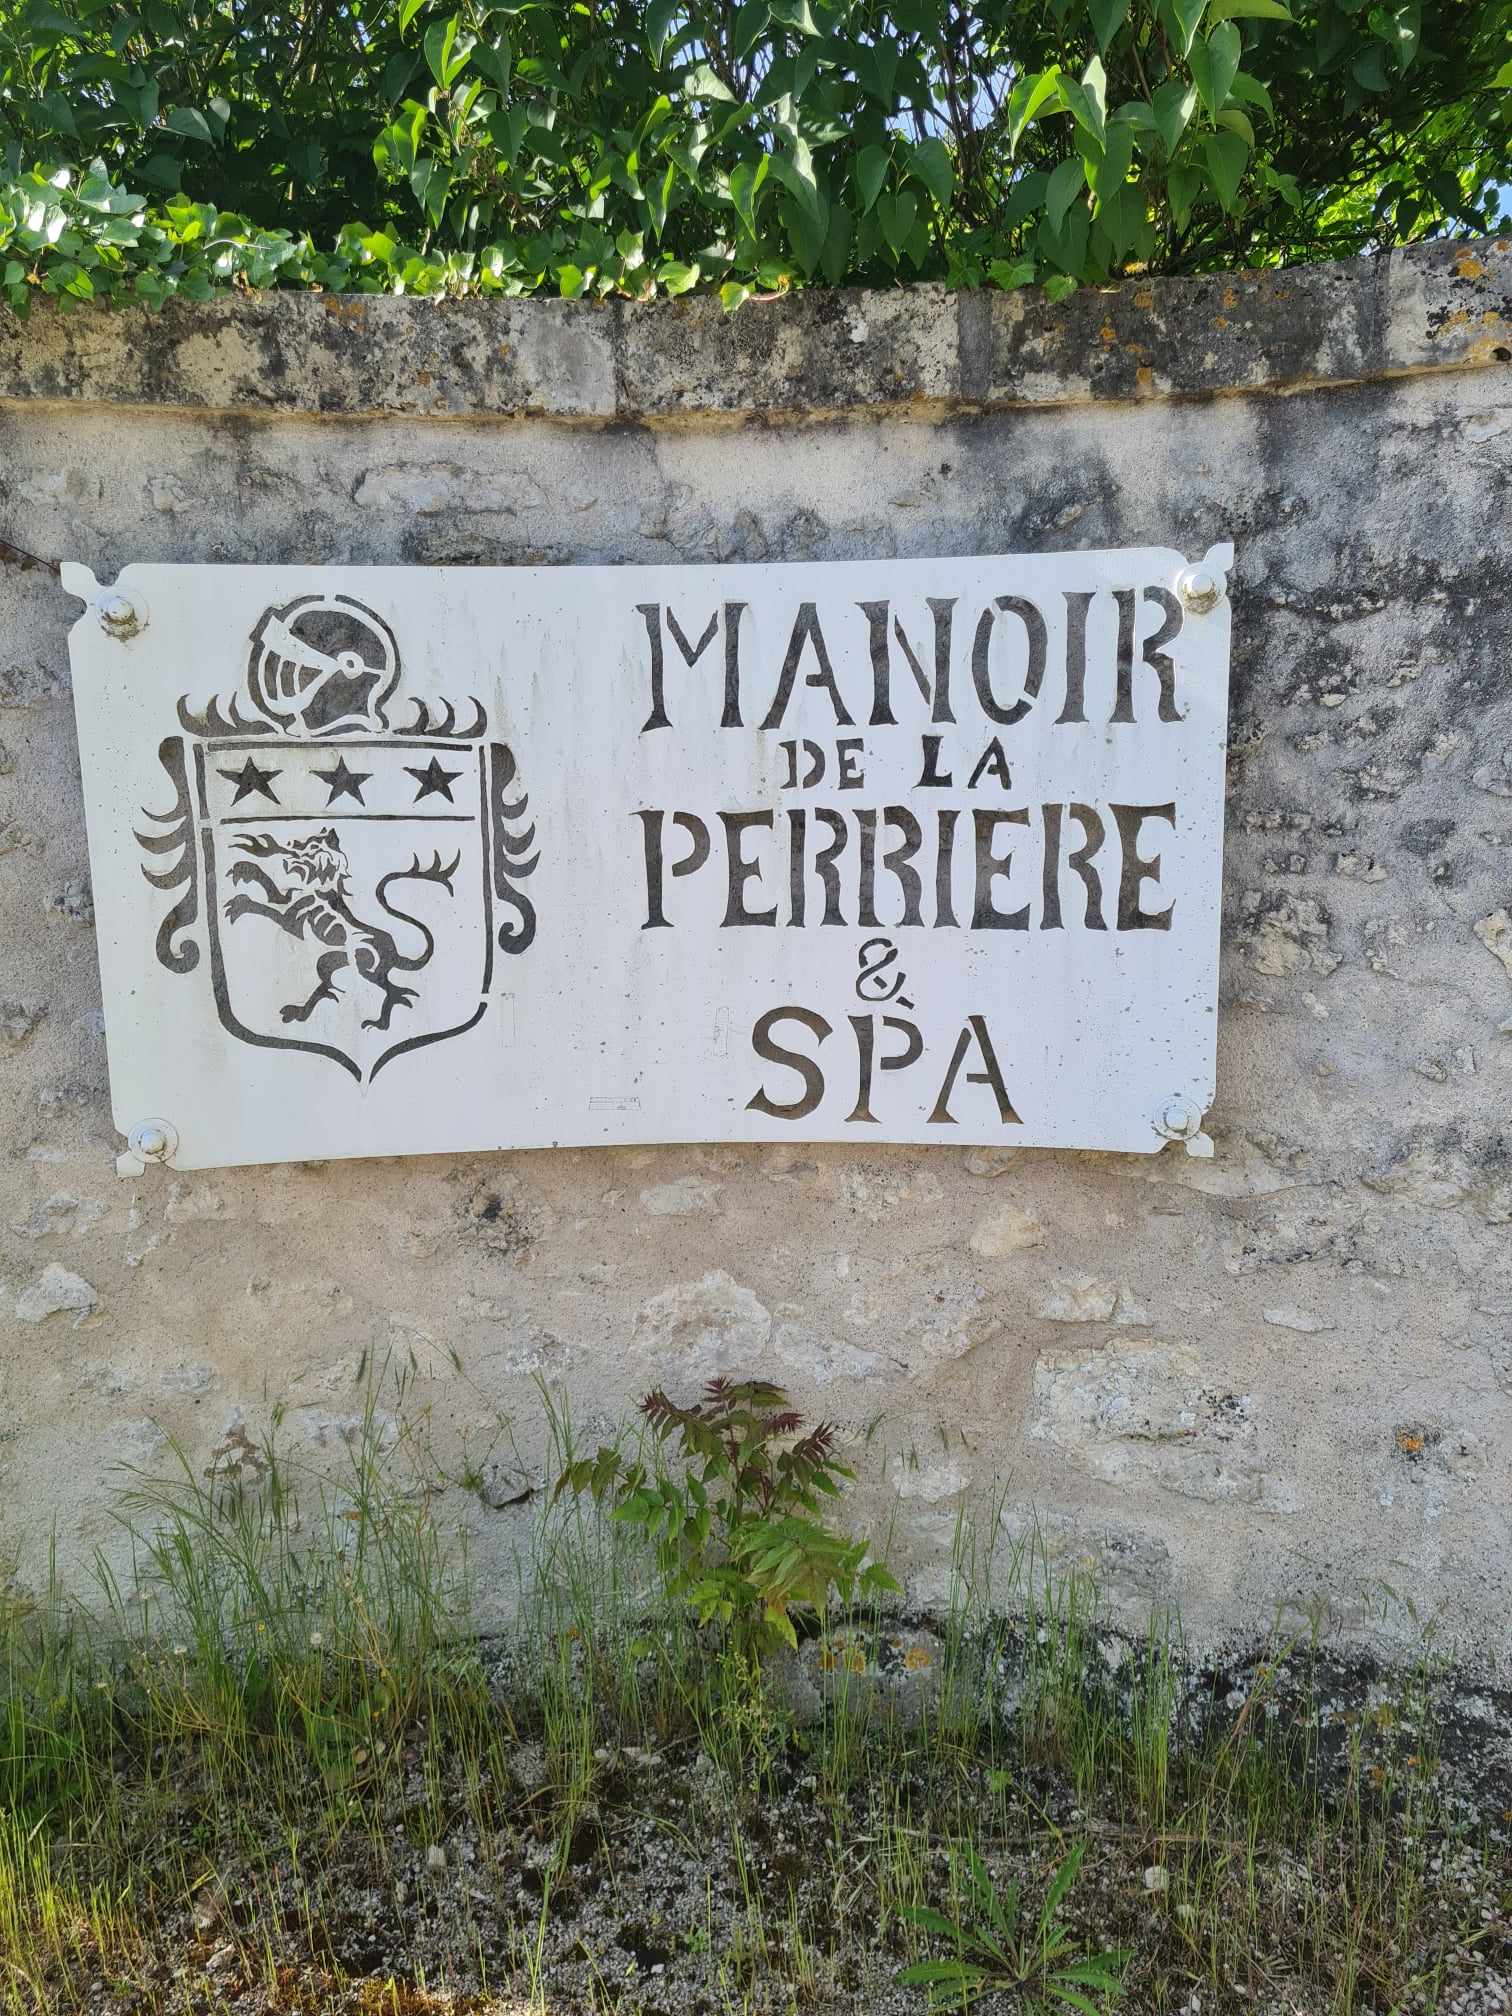 MANOIR
DE LA
PERRIERE
&
SPA